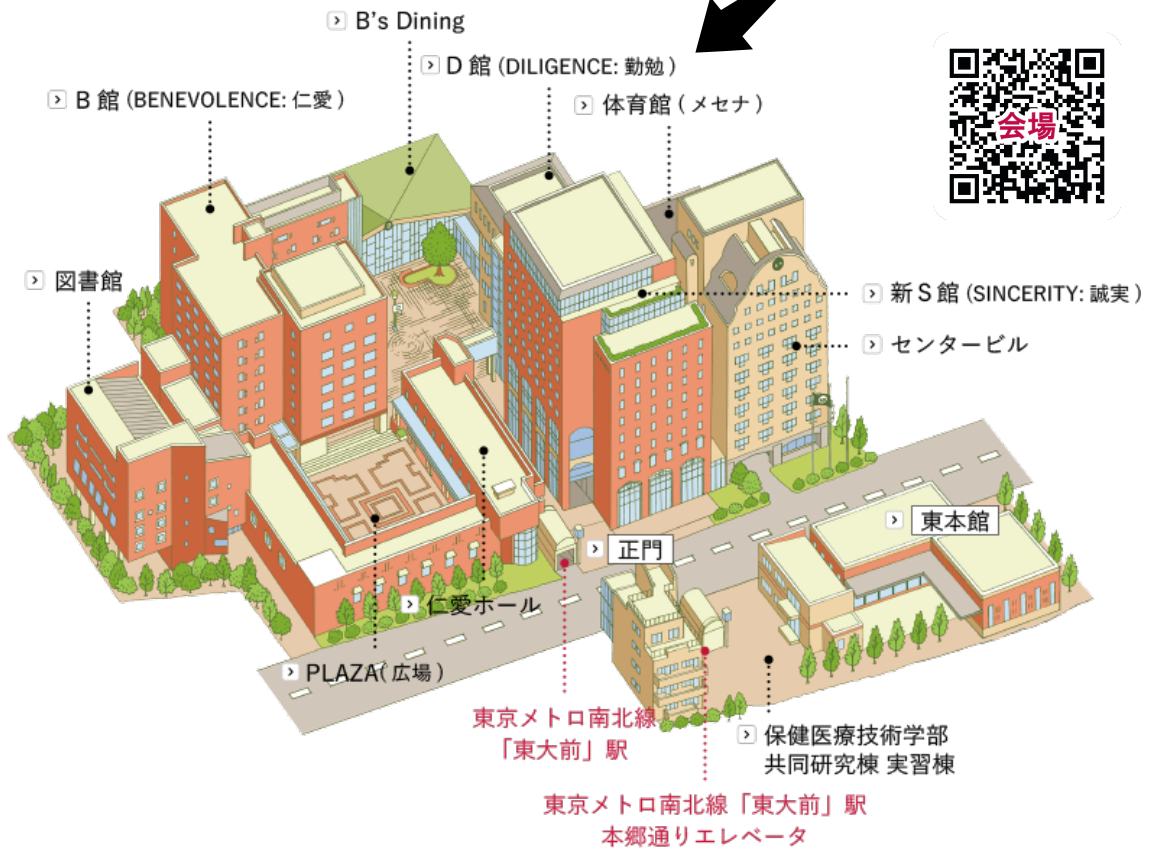 B's Dining
D 館 (DILIGENCE: 勤勉)
B 館 (BENEVOLENCE: 仁愛)
体育館 (メセナ)
会場
図書館
新 S 館 (SINCERITY: 誠実)
センタービル
東本館
正門
仁愛ホール
PLAZA(広場)
東京メトロ南北線
「東大前」駅
保健医療技術学部
共同研究棟 実習棟
東京メトロ南北線「東大前」駅
本郷通りエレベータ